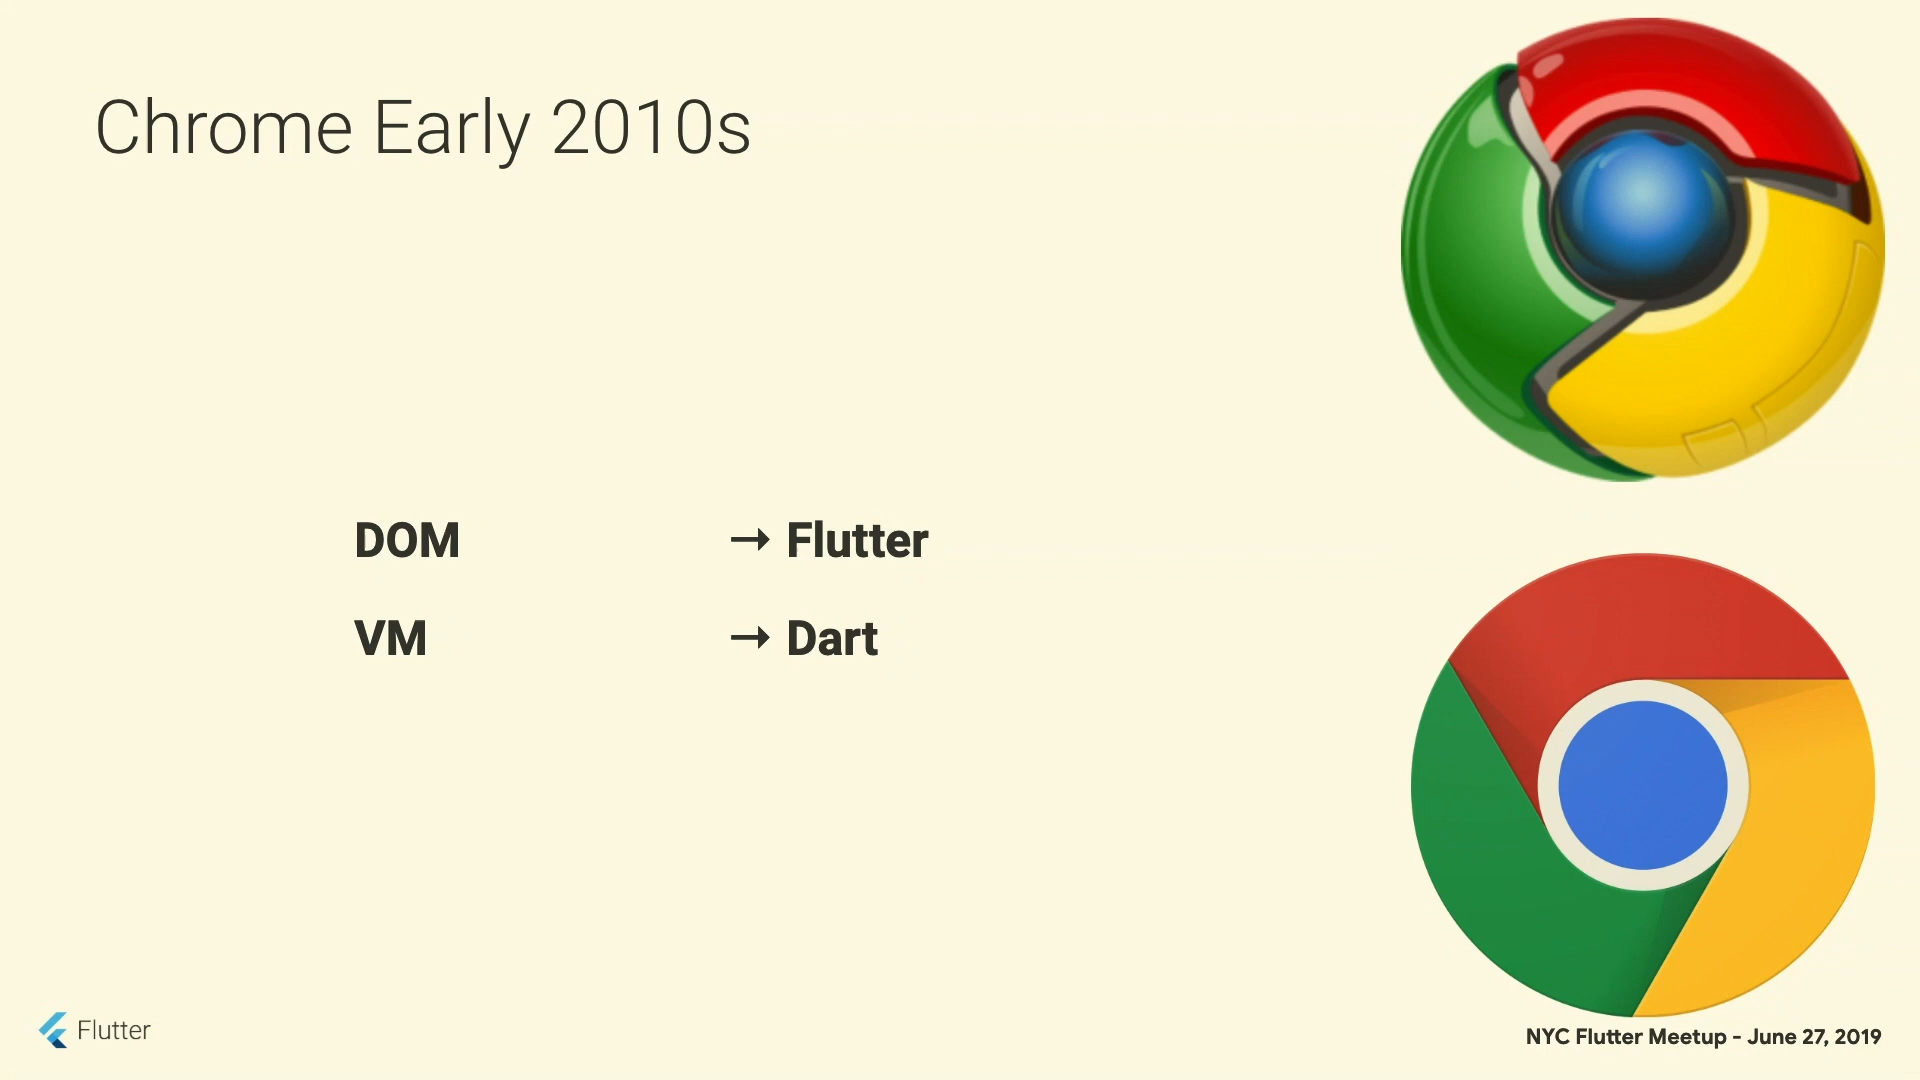 Chrome Early 2010s
DOM → Flutter
VM → Dart
Flutter
NYC Flutter Meetup - June 27, 2019